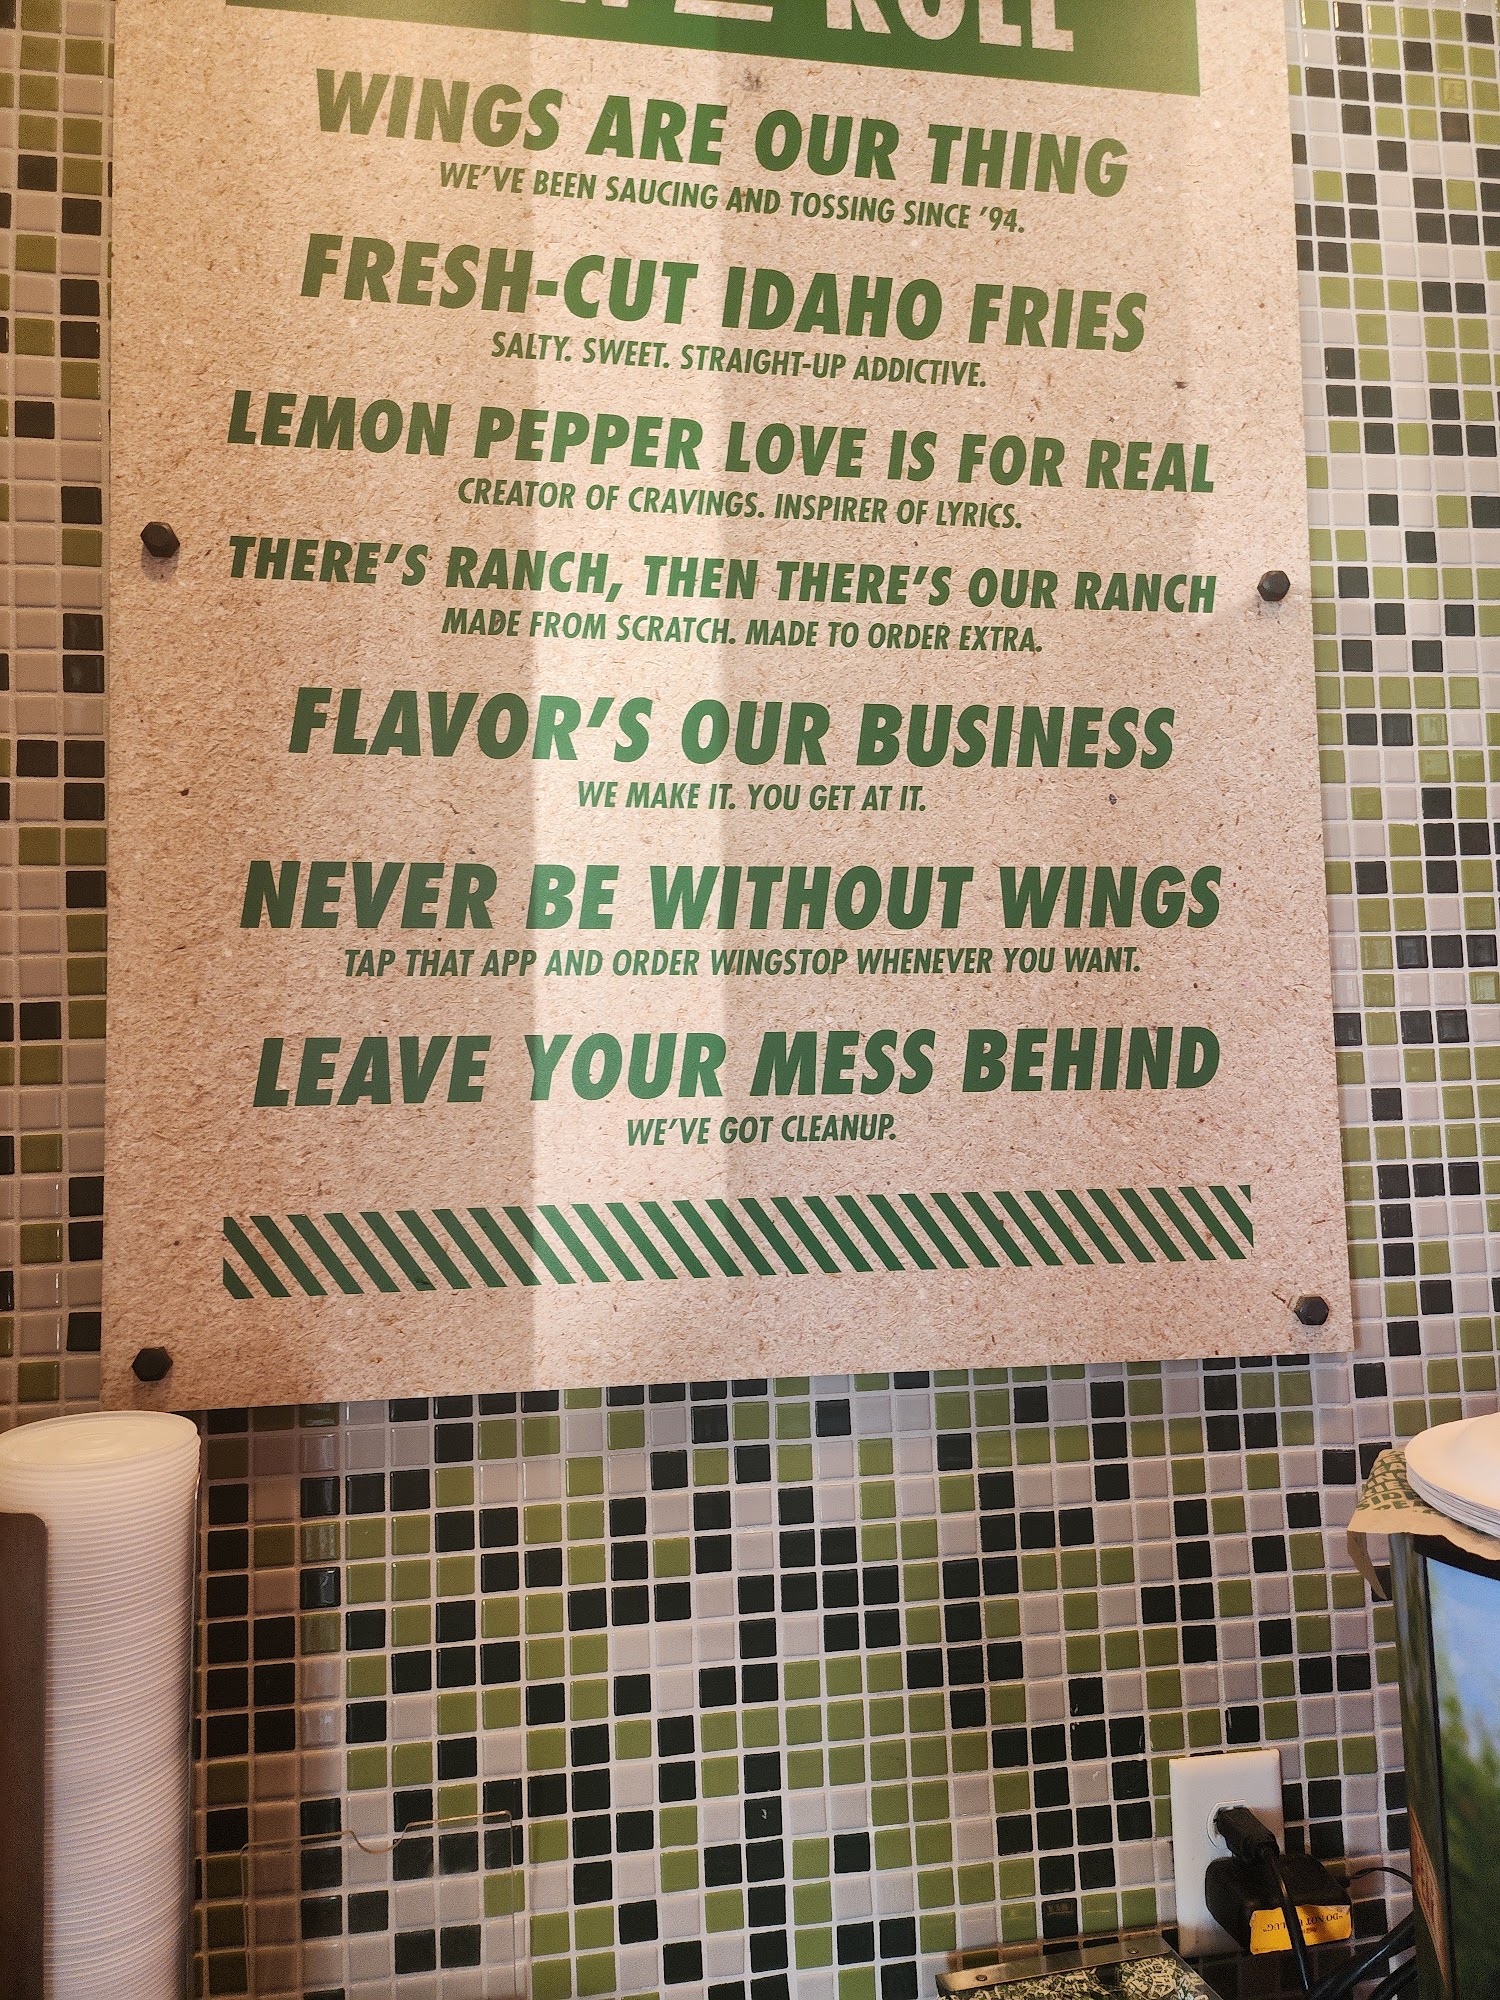 ROLL
WINGS ARE OUR THING
WE'VE BEEN SAUCING AND TOSSING SINCE '94.
FRESH-CUT IDAHO FRIES
SALTY. SWEET. STRAIGHT-UP ADDICTIVE.
LEMON PEPPER LOVE IS FOR REAL
CREATOR OF CRAVINGS. INSPIRER OF LYRICS.
THERE'S RANCH, THEN THERE'S OUR RANCH
MADE FROM SCRATCH. MADE TO ORDER EXTRA.
FLAVOR'S OUR BUSINESS
WE MAKE IT. YOU GET AT IT.
NEVER BE WITHOUT WINGS
TAP THAT APP AND ORDER WINGSTOP WHENEVER YOU WANT.
LEAVE YOUR MESS BEHIND
WE'VE GOT CLEANUP.
"DO NOT